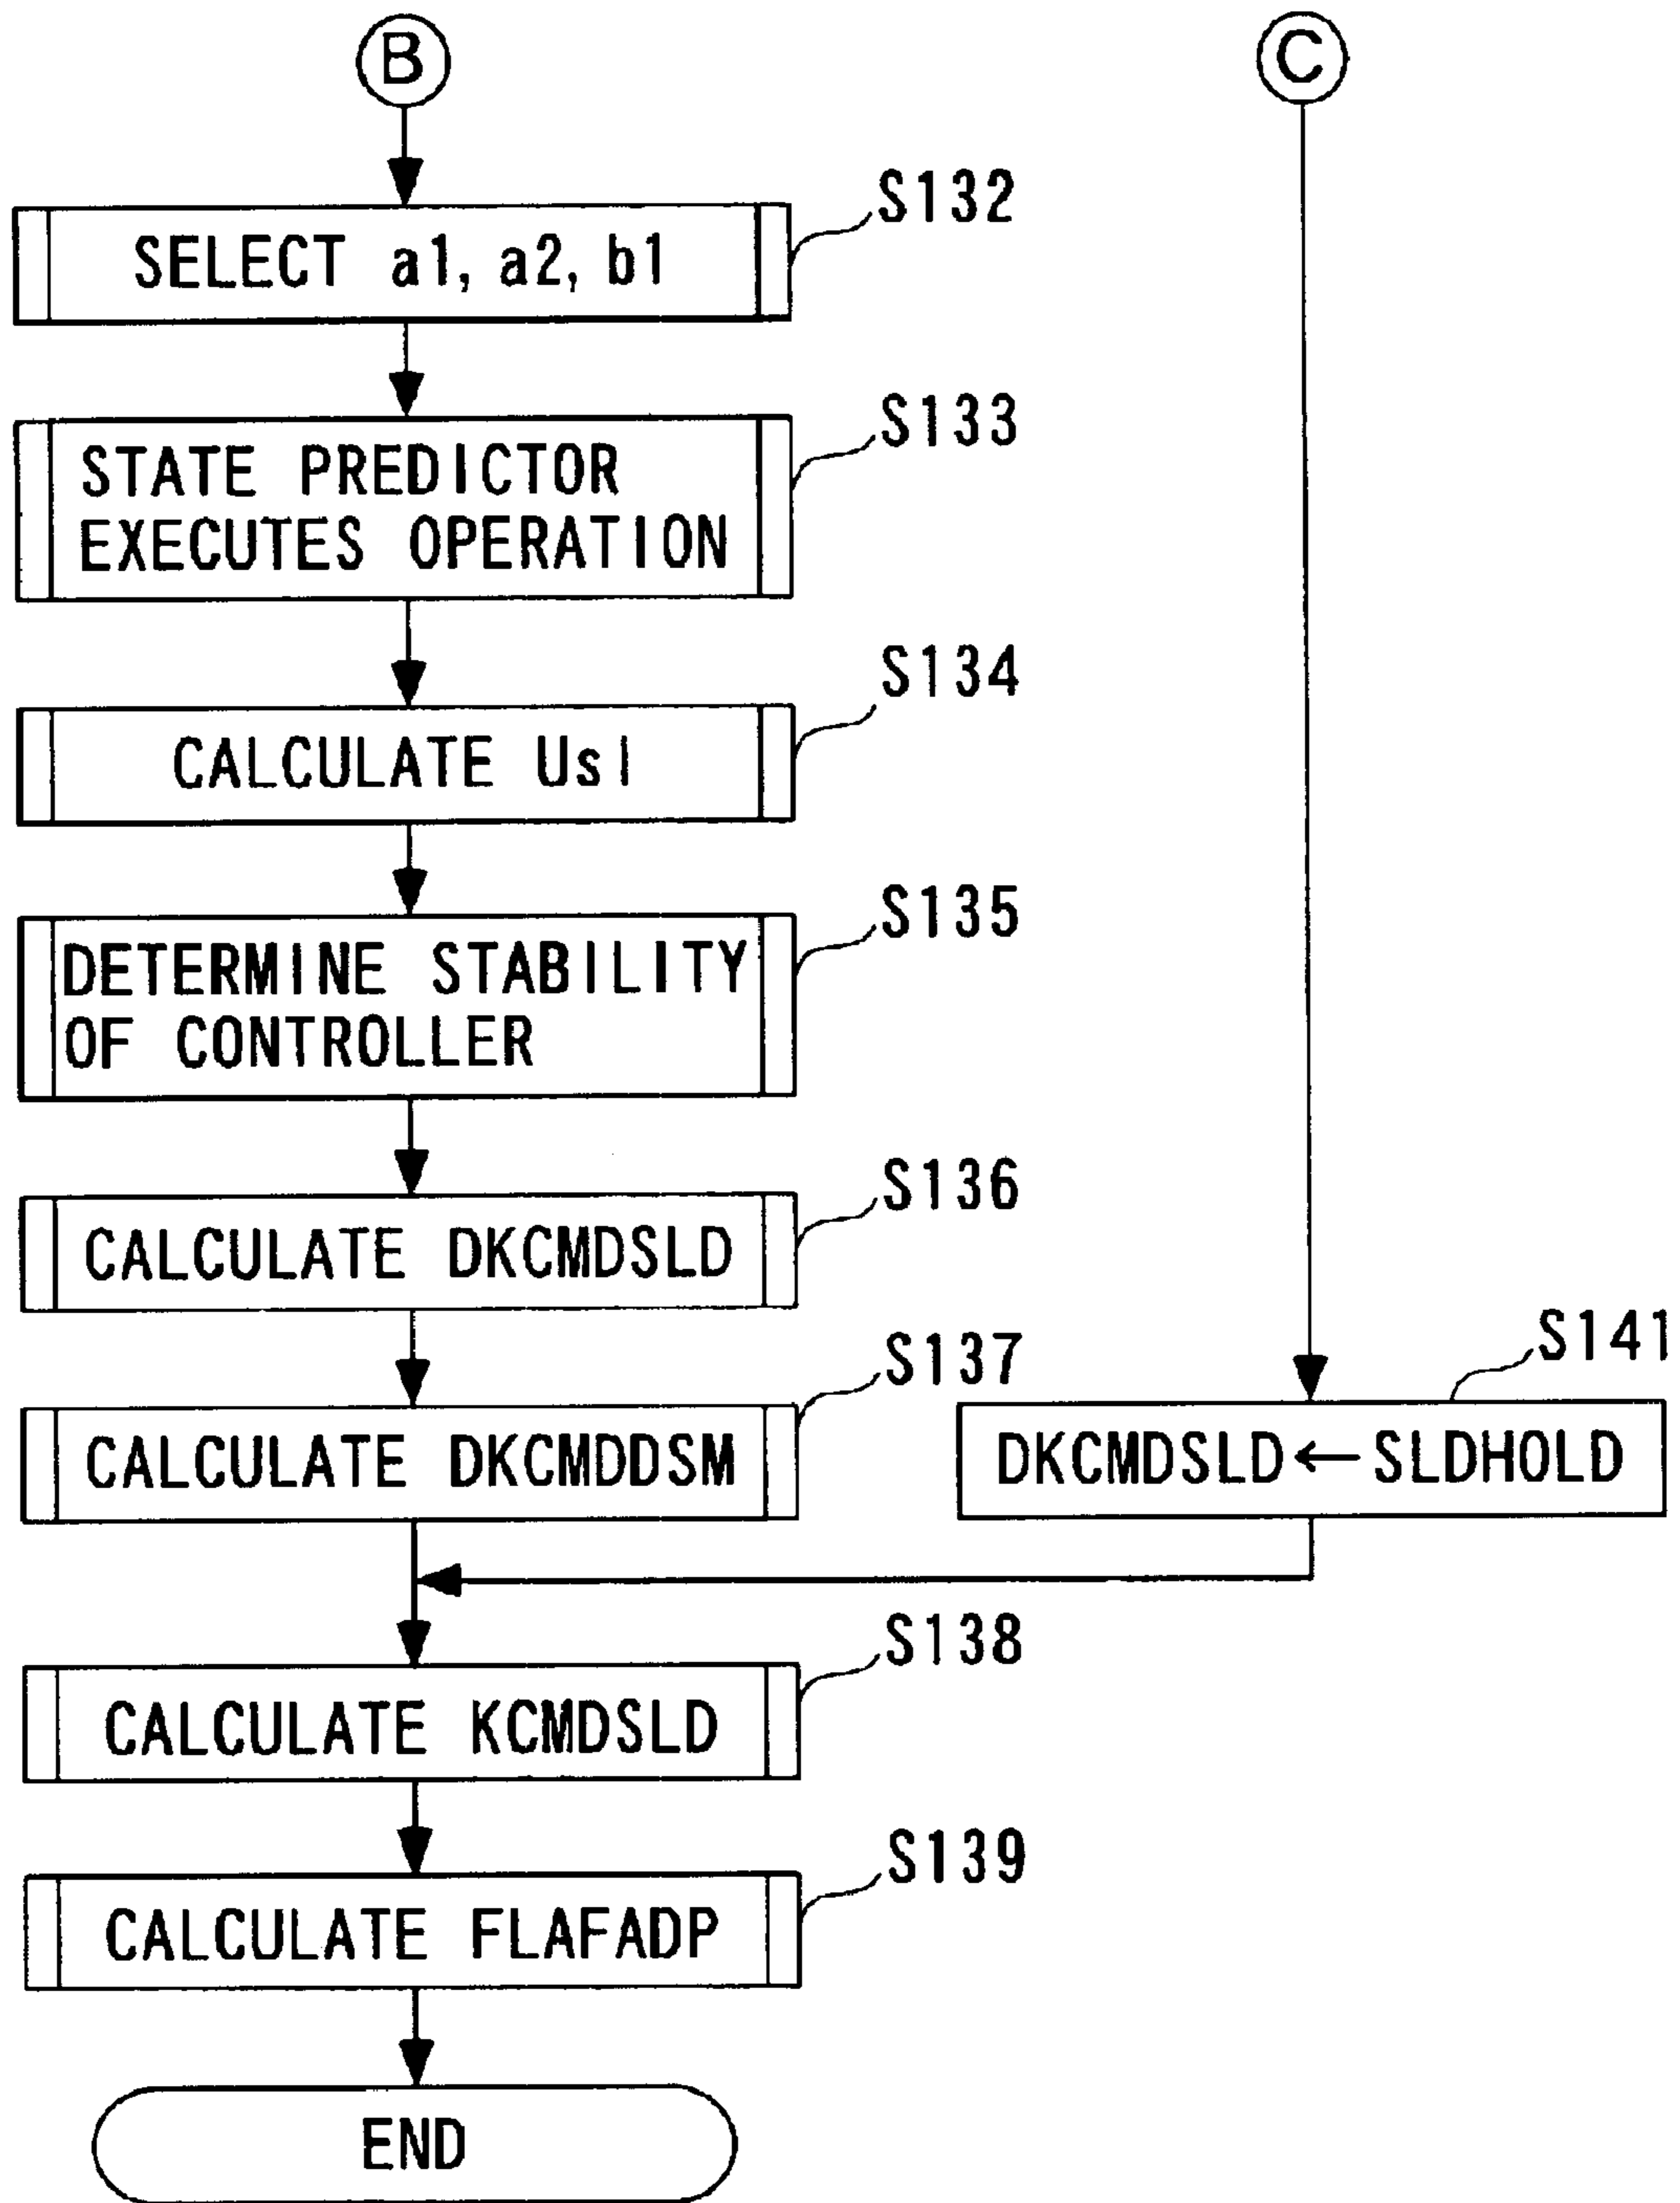 B
C
S132
SELECT a1, a2, b1
S133
STATE PREDICTOR
EXECUTES OPERATION
S134
CALCULATE Usl
S135
DETERMINE STABILITY
OF CONTROLLER
S136
CALCULATE DKCMDSLD
S137
CALCULATE DKCMDDSM
S141
DKCMDSLD←SLDHOLD
S138
CALCULATE KCMDSLD
S139
CALCULATE FLAFADP
END